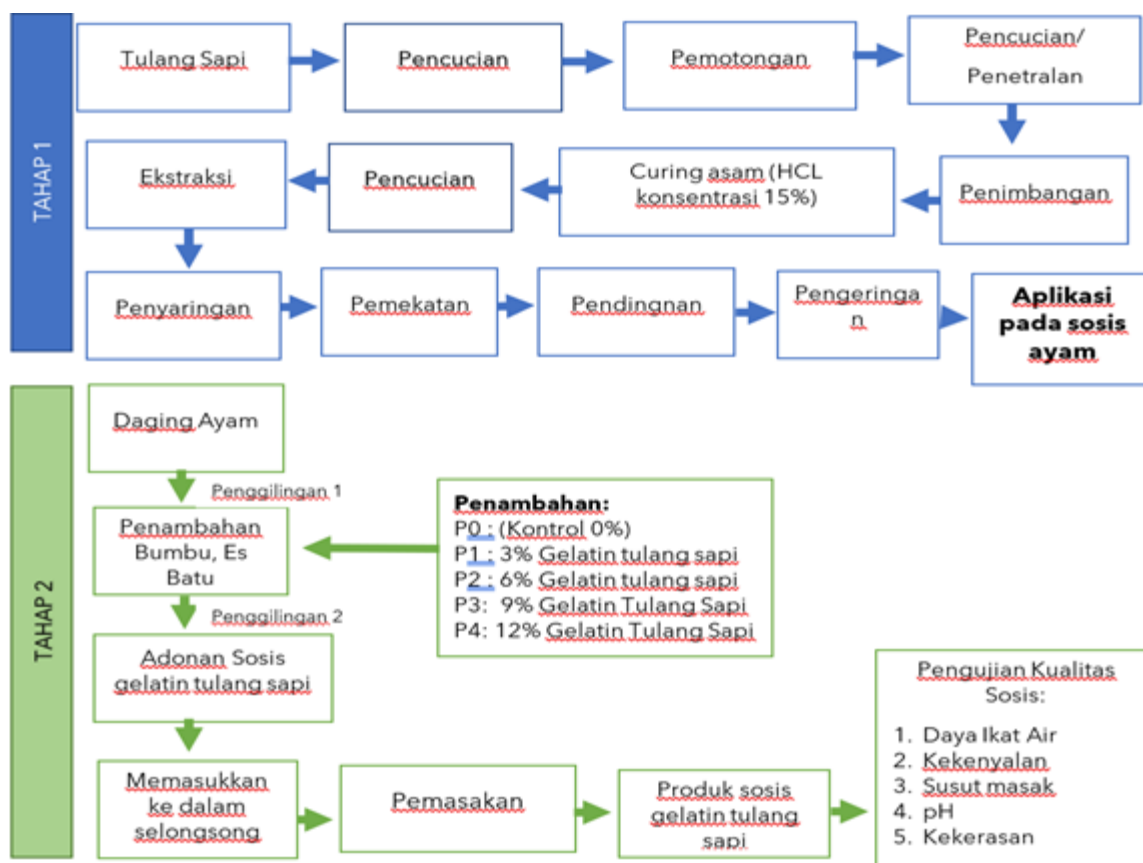 TAHAP 1
Tulang Sapi
Pencucian
Pemotongan
Pencucian/
Penetralan
Penimbangan
Curing asam (HCL
konsentrasi 15%)
Pencucian
Ekstraksi
Penyaringan
Pemekatan
Pendingnan
Pengeringa
n
Aplikasi
pada sosis
ayam
TAHAP 2
Daging Ayam
Penggilingan 1
Penambahan
Bumbu, Es
Batu
Penambahan:
P0 : (Kontrol 0%)
P1 : 3% Gelatin tulang sapi
P2 : 6% Gelatin tulang sapi
P3: 9% Gelatin Tulang Sapi
P4: 12% Gelatin Tulang Sapi
Penggilingan 2
Adonan Sosis
gelatin tulang sapi
Memasukkan
ke dalam
selongsong
Pemasakan
Produk sosis
gelatin tulang
sapi
Pengujian Kualitas
Sosis:
1. Daya Ikat Air
2. Kekenyalan
3. Susut masak
4. pH
5. Kekerasan